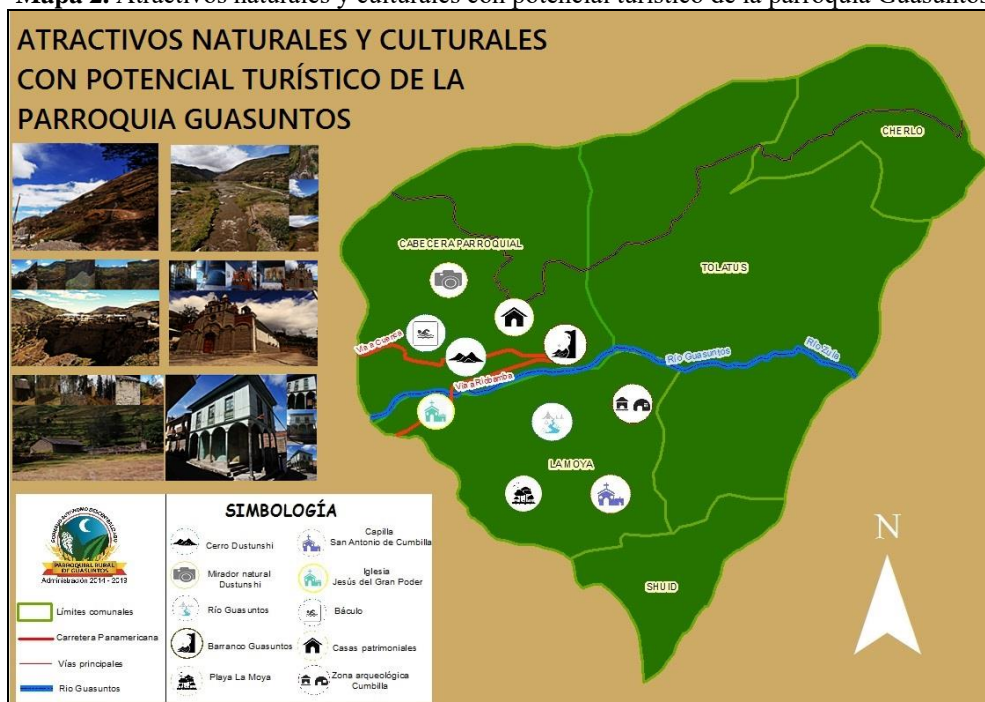 Mapa 2. Atractivos naturales y culturales con potencial turístico de la parroquia Guasuntos
ATRACTIVOS NATURALES Y CULTURALES
CON POTENCIAL TURÍSTICO DE LA
PARROQUIA GUASUNTOS
CHERLO
CABECERA PARROQUIAL
TOLATUS
Vía a Cuenca
Río Guasuntos
Río Zula
Vía a Riobamba
LA MOYA
SHUID
N
SIMBOLOGÍA
PARROQUIAL RURAL
DE GUASUNTOS
Límites comunales
Carretera Panamericana
Vías principales
Rio Guasuntos
Cerro Dustunshi
Mirador natural
Dustunshi
Río Guasuntos
Barranco Guasuntos
Playa La Moya
Capilla
San Antonio de Cumbilla
Iglesia
Jesús del Gran Poder
Báculo
Casas patrimoniales
Zona arqueológica
Cumbilla